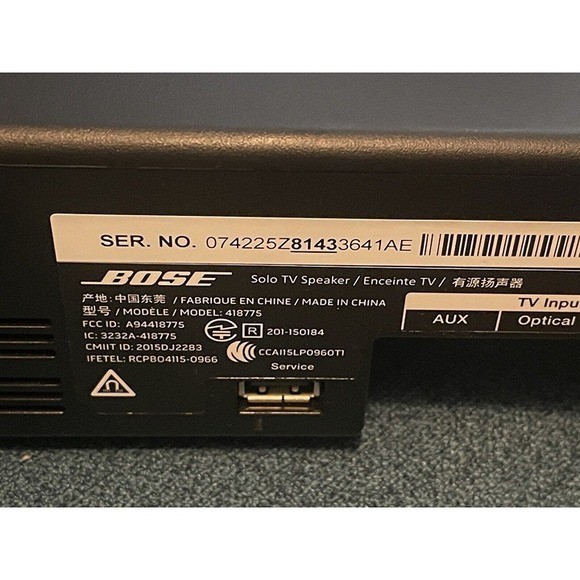 SER. NO. 074225Z81433641AE
BOSE Solo TV Speaker / Enceinte TV / 有源扬声器
产地: 中国东莞 / FABRIQUE EN CHINE / MADE IN CHINA
型号/ MODÈLE / MODEL: 418775
FCC ID: A94418775
IC: 3232A-418775
CMIIT ID: 2015DJ2283
IFETEL: RCPBO4115-0966
R 201-150184
CCAI15LP0960T1
Service
TV Inpu
AUX Optical